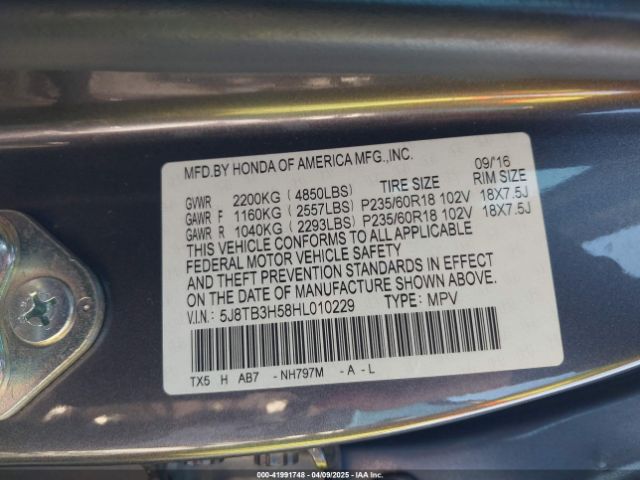 MFD.BY HONDA OF AMERICA MFG.,INC. 09/'16
GVWR 2200KG ( 4850LBS) TIRE SIZE RIM SIZE
GAWR F 1160KG ( 2557LBS) P235/60R18 102V 18X7.5J
GAWR R 1040KG ( 2293LBS) P235/60R18 102V 18X7.5J
THIS VEHICLE CONFORMS TO ALL APPLICABLE
FEDERAL MOTOR VEHICLE SAFETY
AND THEFT PREVENTION STANDARDS IN EFFECT
ON THE DATE OF MANUFACTURE SHOWN ABOVE.
V.I.N.: 5J8TB3H58HL010229 TYPE: MPV
TX5 H AB7 -NH797M -A-L
000-41991748 | 04/09/2025 | IAA Inc.